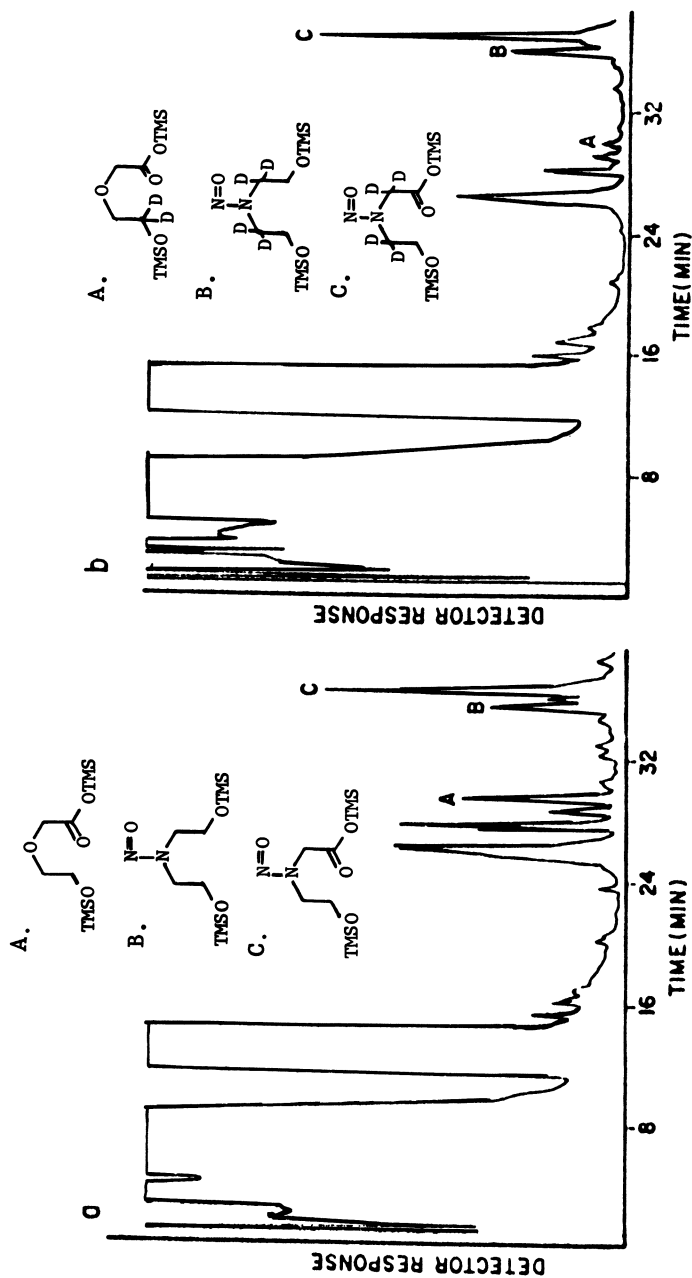 a
A.
TMSO
O
O
OTMS
B.
N=O
N
TMSO
OTMS
C.
N=O
N
TMSO
O
OTMS
A
B
C
DETECTOR RESPONSE
8
16
24
32
TIME(MIN)
b
A.
TMSO
D
D
O
O
OTMS
B.
N=O
D
N
D
D
D
TMSO
OTMS
C.
N=O
D
N
D
D
D
TMSO
O
OTMS
A
B
C
DETECTOR RESPONSE
8
16
24
32
TIME(MIN)